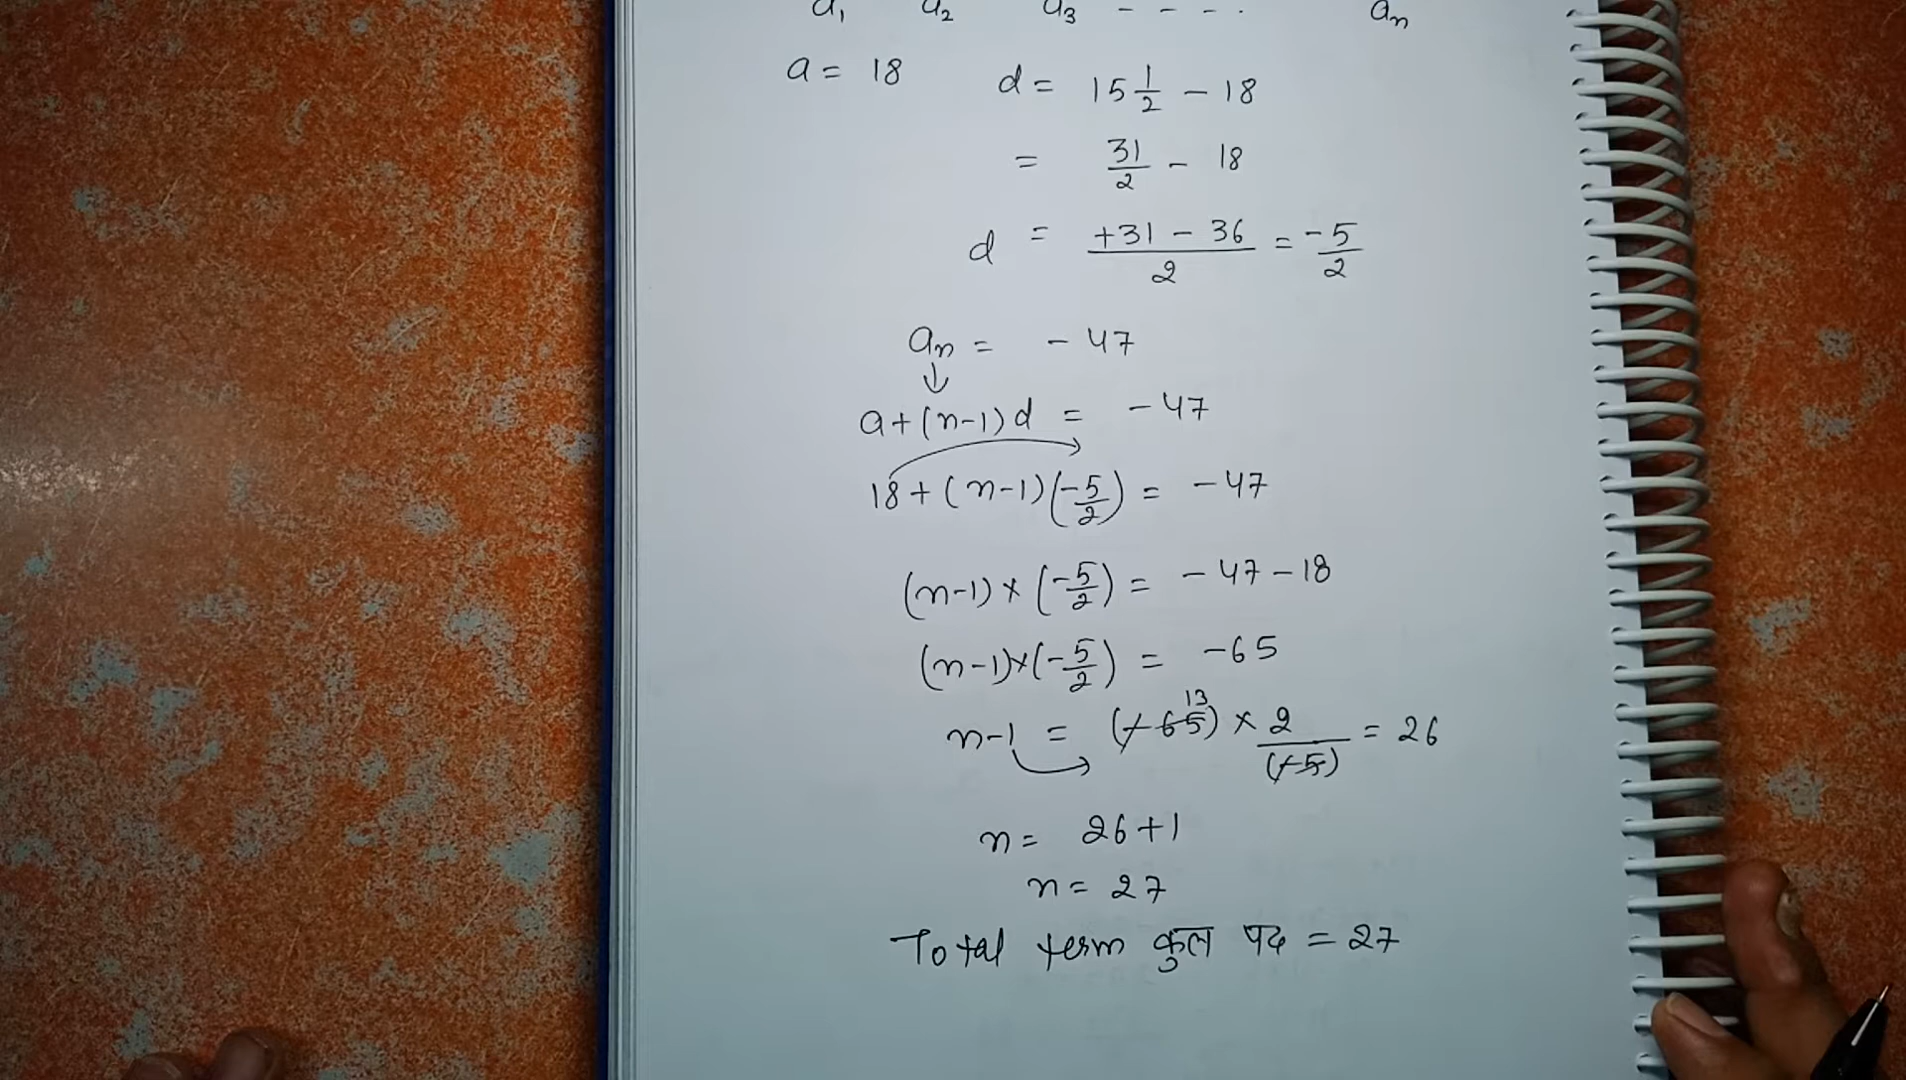 a₁ a₂ a₃ - - - - . aₙ
a = 18 d = 15 1/2 - 18
= 31/2 - 18
d = (+31 - 36)/2 = -5/2
aₙ = - 47
↓
a + (n-1) d = - 47
18 + (n-1) (-5/2) = - 47
(n-1) × (-5/2) = - 47 - 18
(n-1) × (-5/2) = -65
13
n-1 = (-65) × 2/(-5) = 26
n = 26+1
n = 27
Total term कुल पद = 27